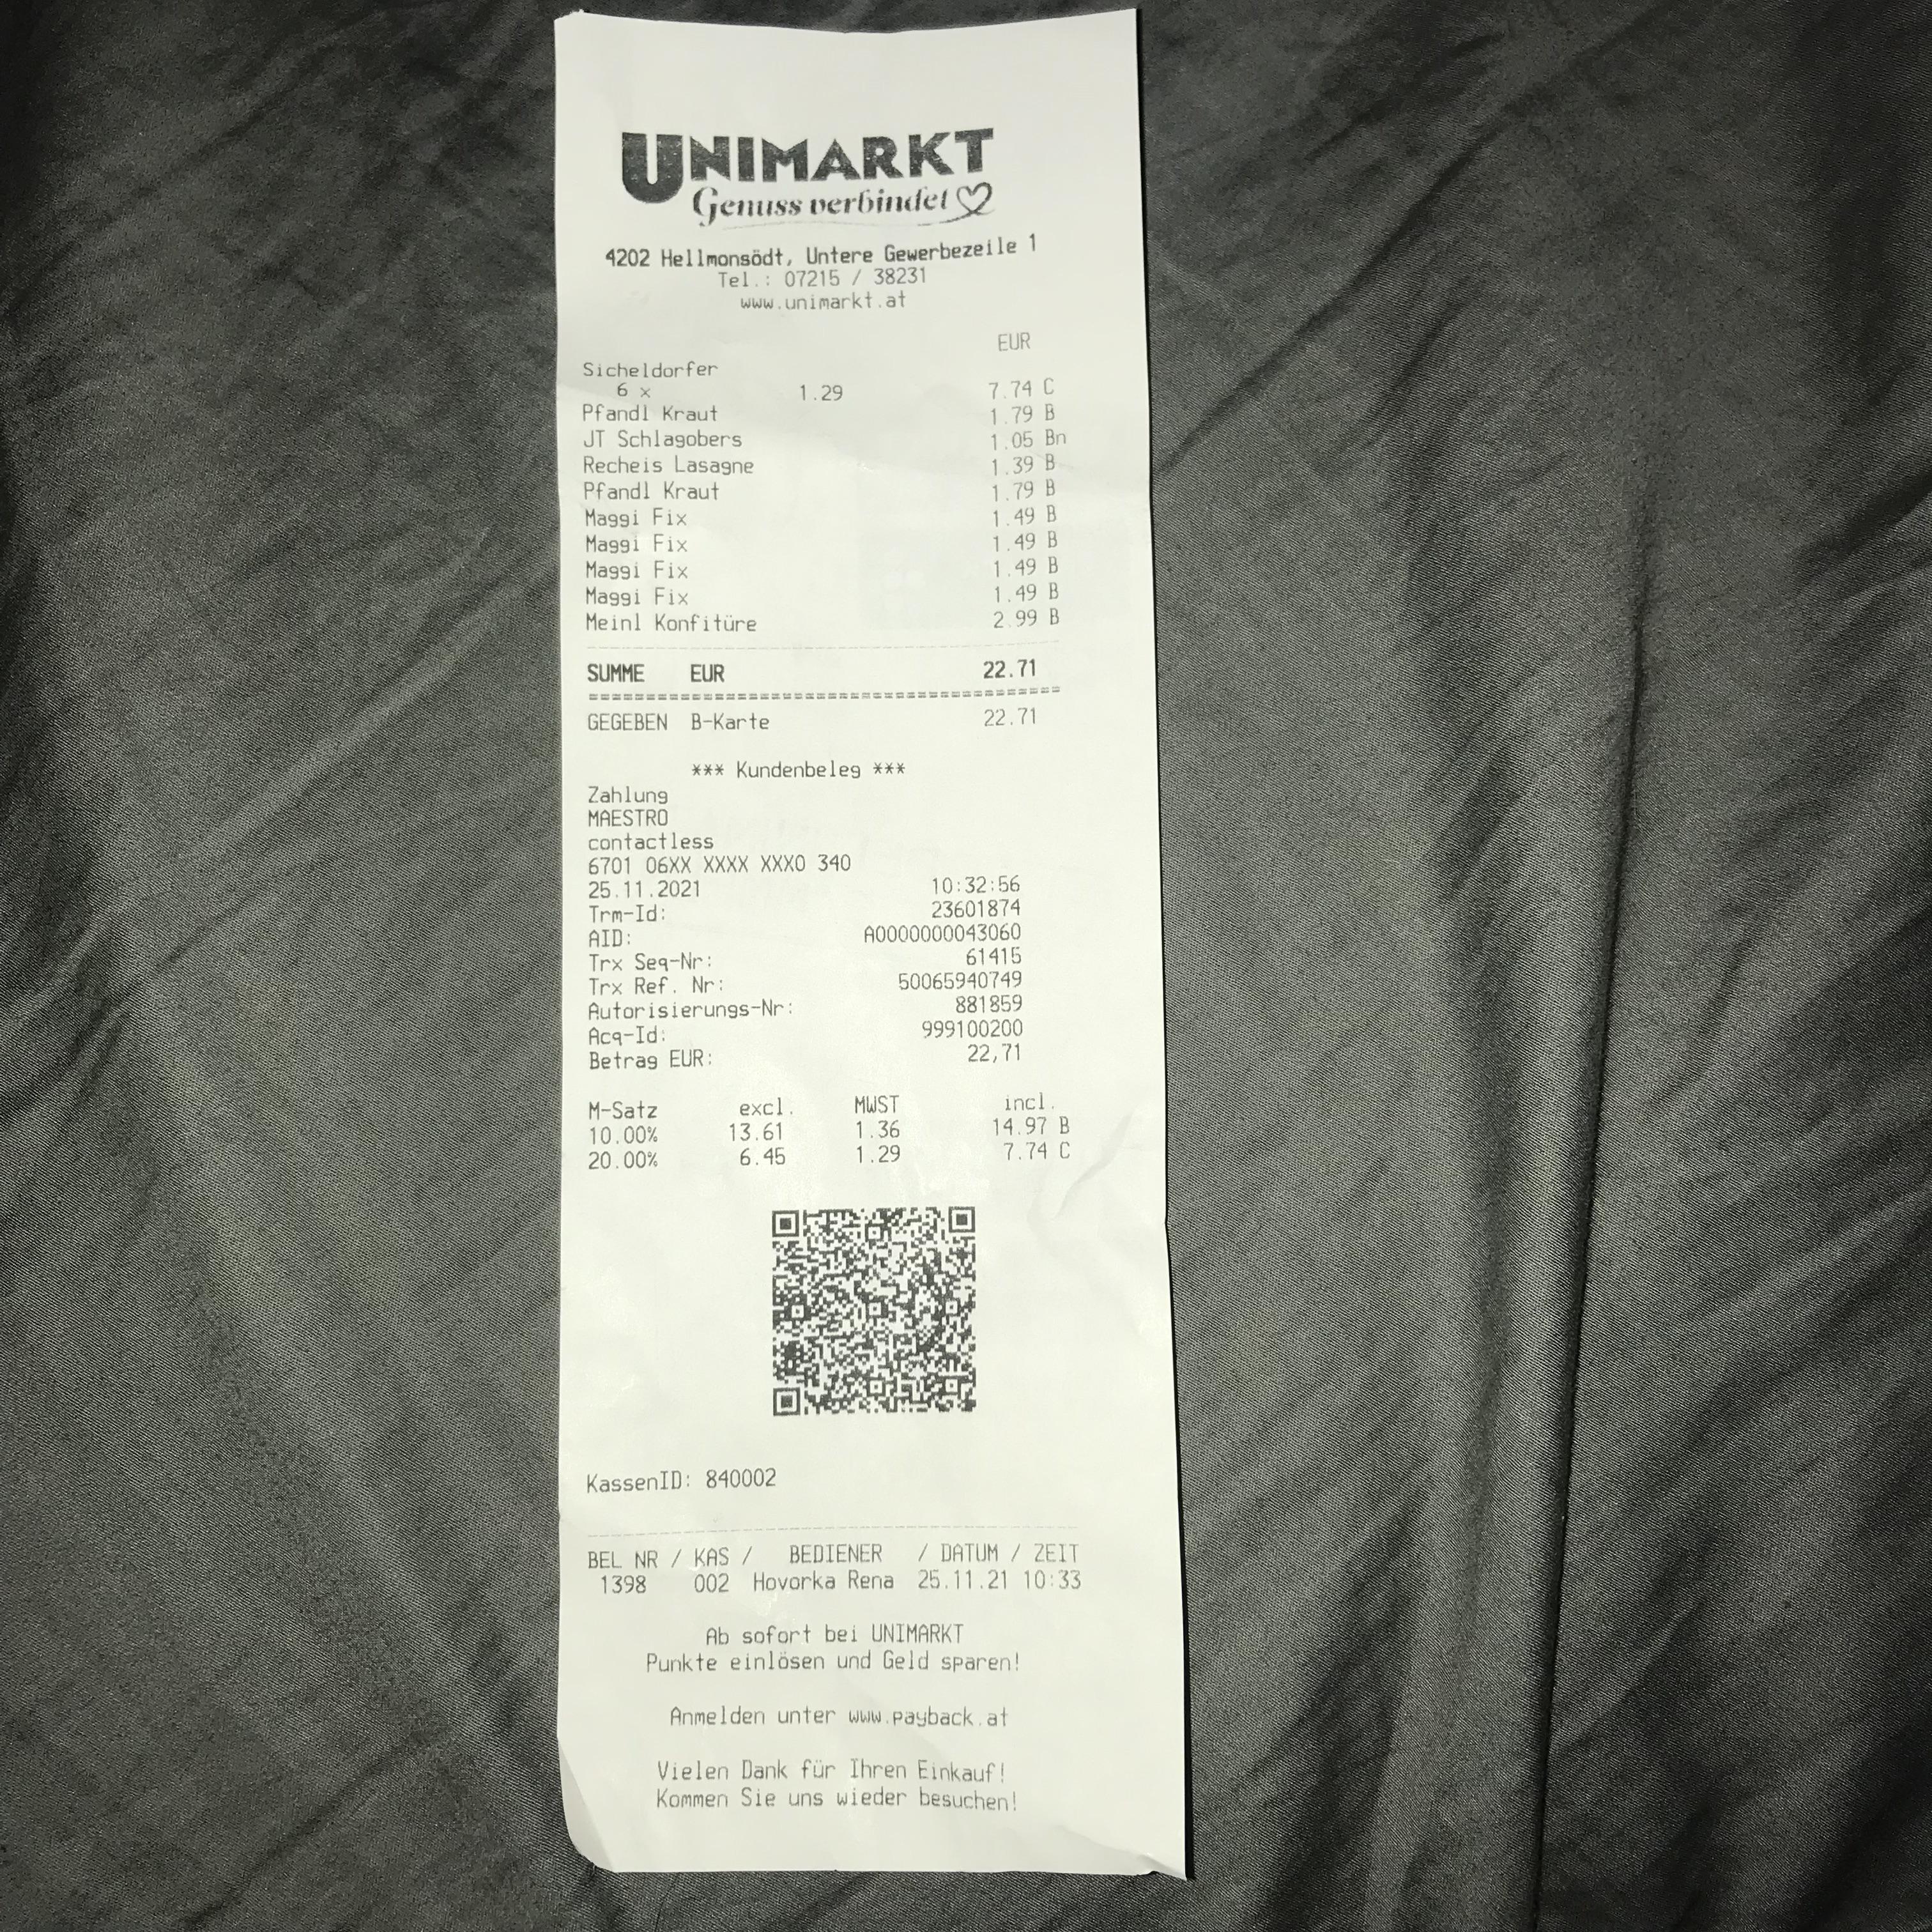 UNIMARKT
Genuss verbindet
4202 Hellmonsödt, Untere Gewerbezeile 1
Tel.: 07215 / 38231
www.unimarkt.at
EUR
Sicheldorfer
6 x 1.29 7.74 C
Pfandl Kraut 1.79 B
JT Schlagobers 1.05 Bn
Recheis Lasagne 1.39 B
Pfandl Kraut 1.79 B
Maggi Fix 1.49 B
Maggi Fix 1.49 B
Maggi Fix 1.49 B
Maggi Fix 1.49 B
Meinl Konfitüre 2.99 B
SUMME EUR 22.71
GEGEBEN B-Karte 22.71
*** Kundenbeleg ***
Zahlung
MAESTRO
contactless
6701 06XX XXXX XXX0 340
25.11.2021 10:32:56
Trm-Id: 23601874
AID: A0000000043060
Trx Seq-Nr: 61415
Trx Ref. Nr: 50065940749
Autorisierungs-Nr: 881859
Acq-Id: 999100200
Betrag EUR: 22,71
M-Satz excl. MWST incl.
10.00% 13.61 1.36 14.97 B
20.00% 6.45 1.29 7.74 C
KassenID: 840002
BEL NR / KAS / BEDIENER / DATUM / ZEIT
1398 002 Hovorka Rena 25.11.21 10:33
Ab sofort bei UNIMARKT
Punkte einlösen und Geld sparen!
Anmelden unter www.payback.at
Vielen Dank für Ihren Einkauf!
Kommen Sie uns wieder besuchen!